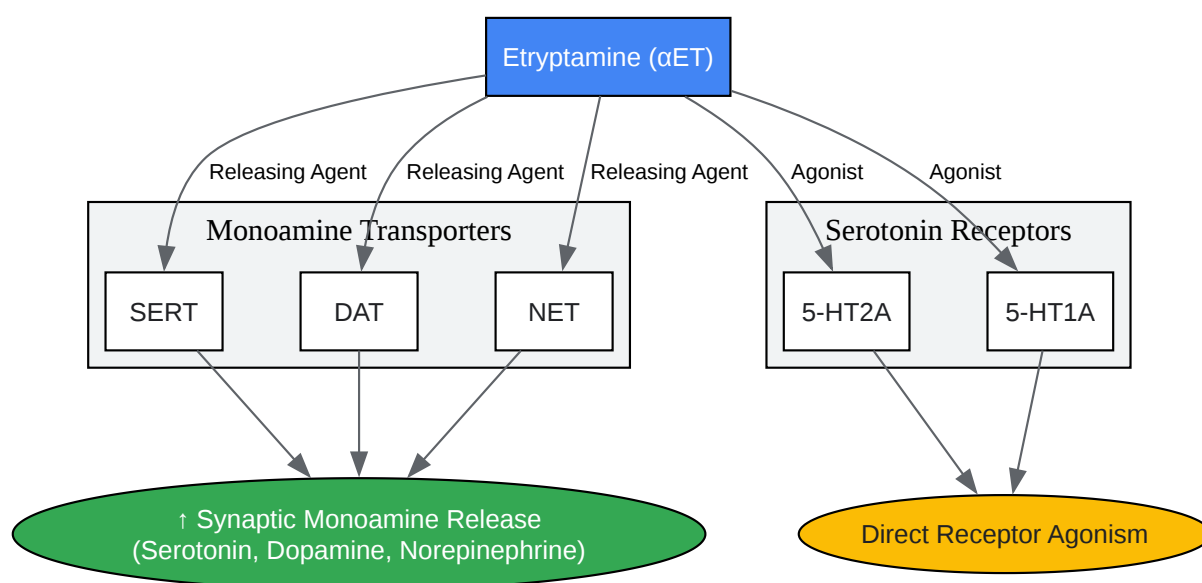 Etryptamine (αET)
Releasing Agent Releasing Agent Releasing Agent Agonist Agonist
Monoamine Transporters Serotonin Receptors
SERT DAT NET 5-HT2A 5-HT1A
↑ Synaptic Monoamine Release
(Serotonin, Dopamine, Norepinephrine)
Direct Receptor Agonism